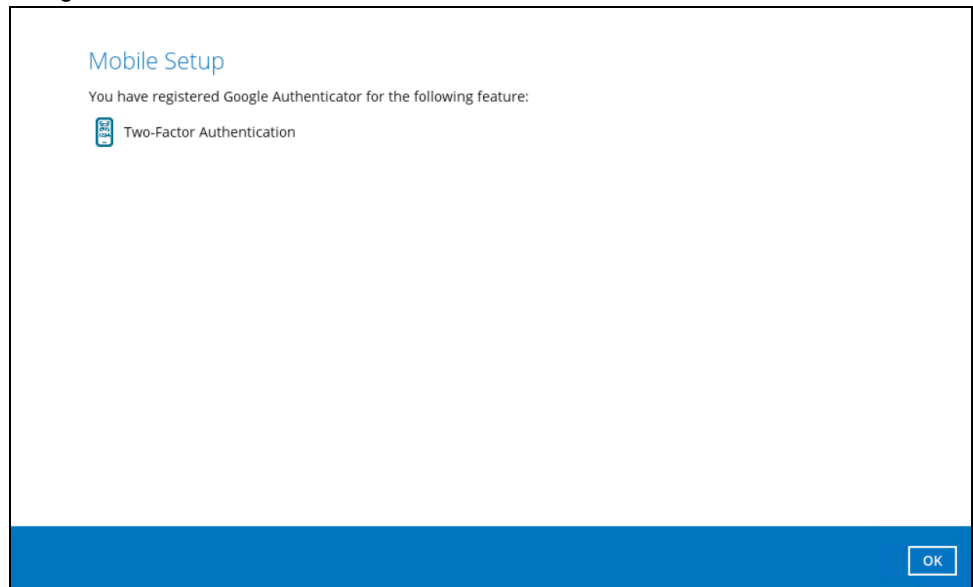 Mobile Setup
You have registered Google Authenticator for the following feature:
Two-Factor Authentication
OK